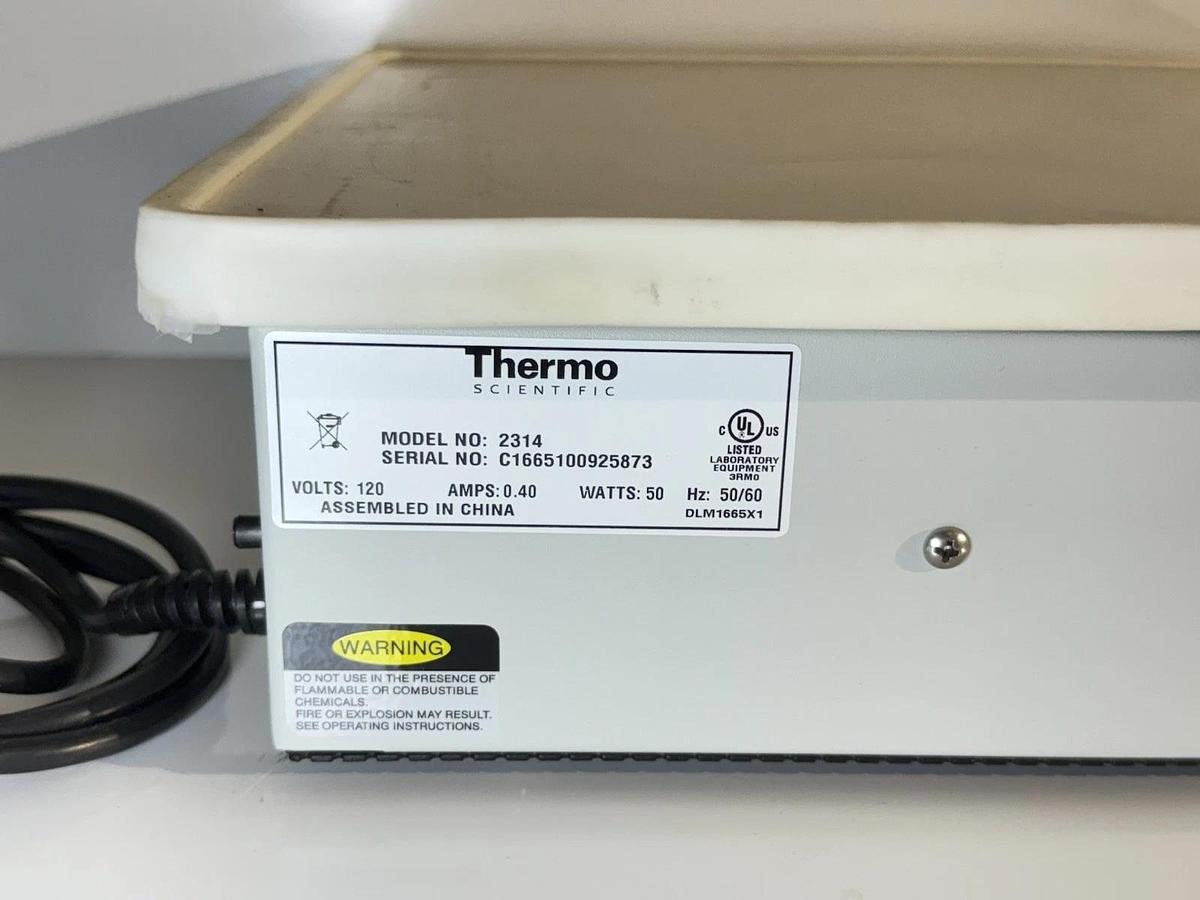 Thermo
SCIENTIFIC
MODEL NO: 2314
SERIAL NO: C1665100925873
C UL US
LISTED
LABORATORY
EQUIPMENT
3RM0
VOLTS: 120 AMPS: 0.40 WATTS: 50 Hz: 50/60
ASSEMBLED IN CHINA DLM1665X1
WARNING
DO NOT USE IN THE PRESENCE OF
FLAMMABLE OR COMBUSTIBLE
CHEMICALS.
FIRE OR EXPLOSION MAY RESULT.
SEE OPERATING INSTRUCTIONS.